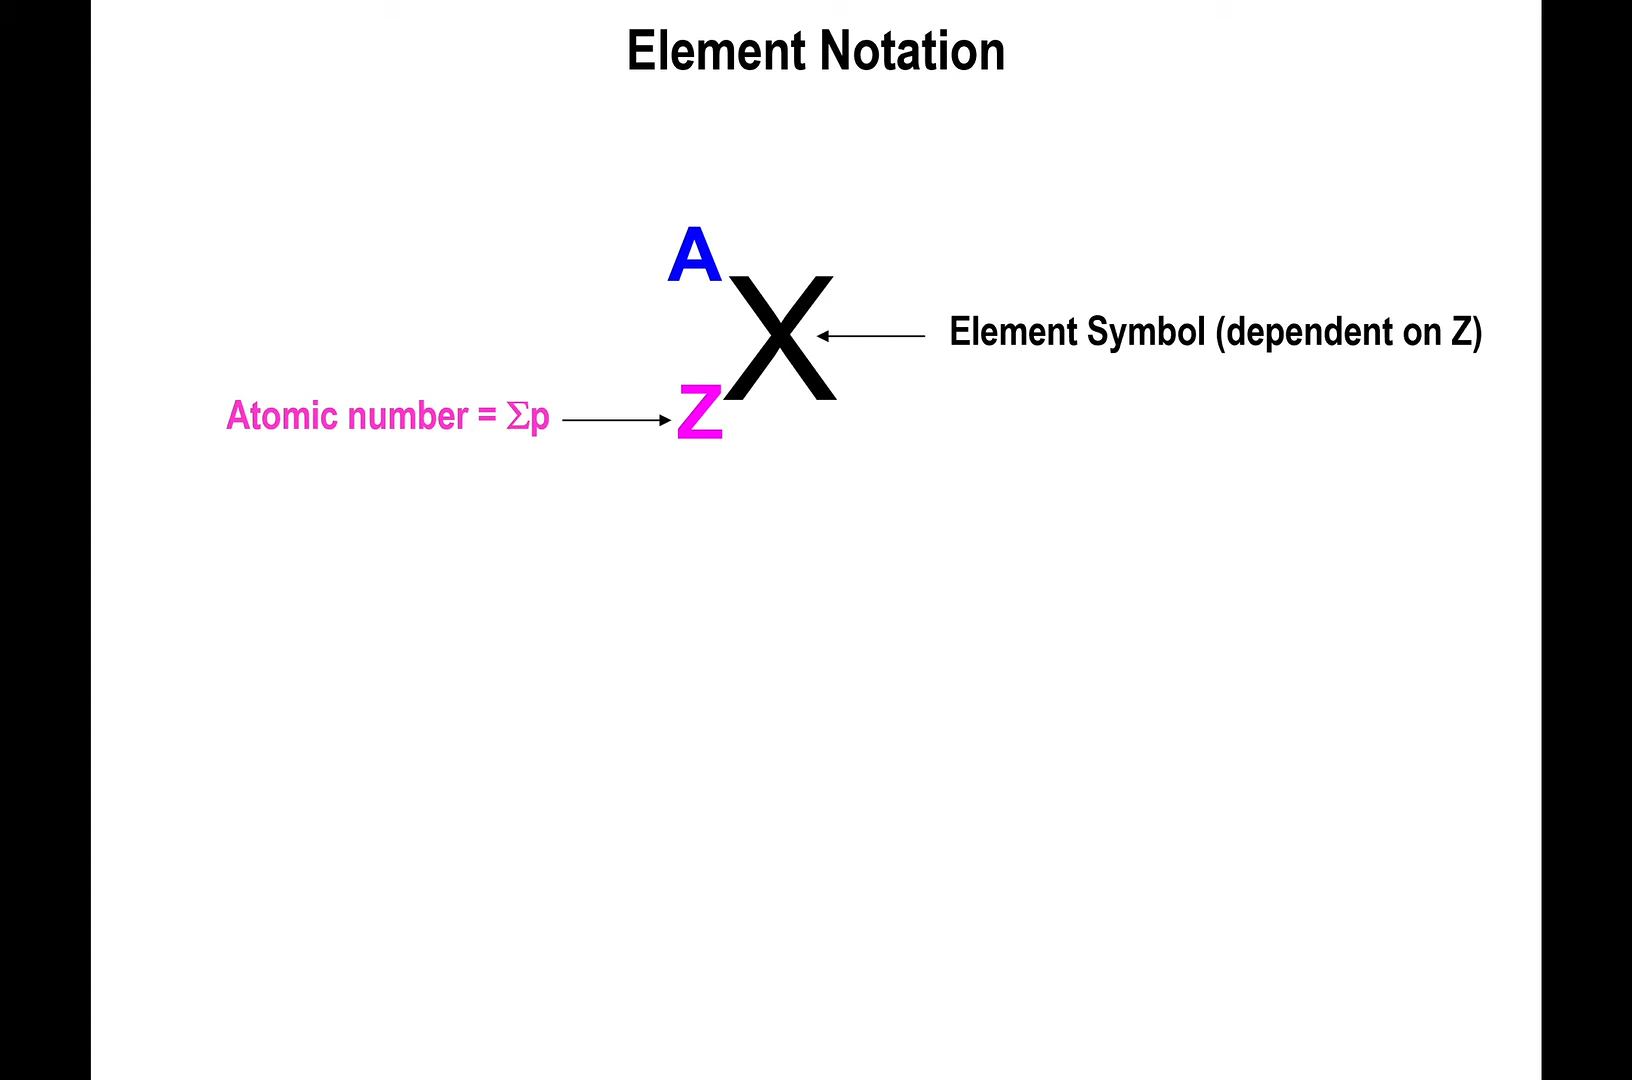 Element Notation
A
X
Element Symbol (dependent on Z)
Atomic number = Σp
Z